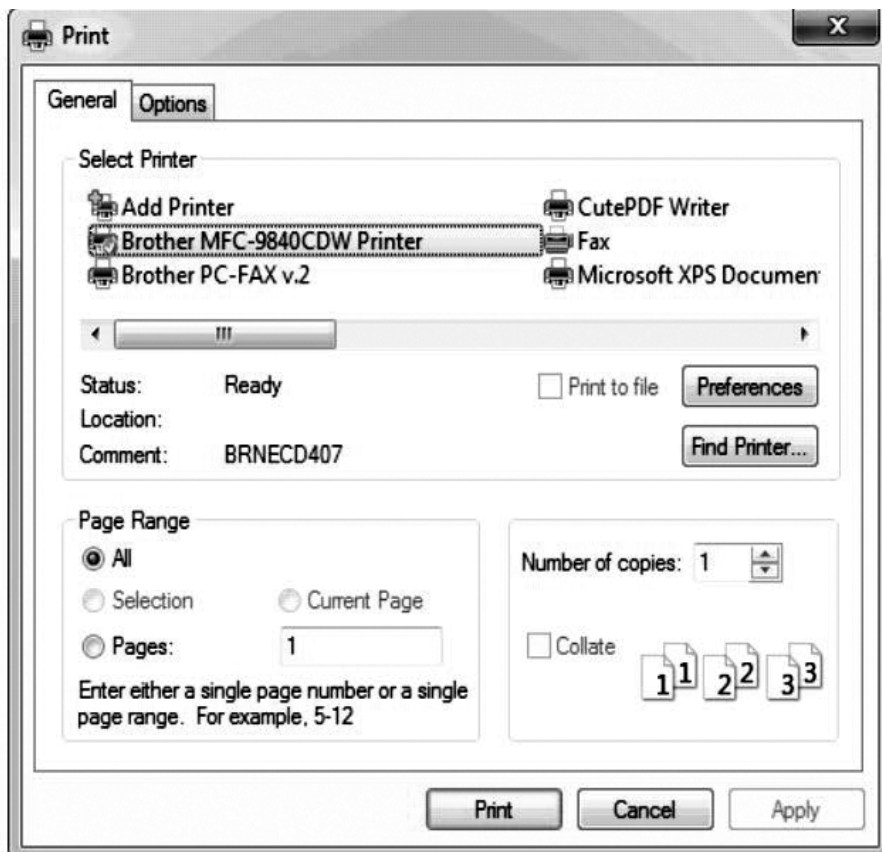 Print
X
General Options
Select Printer
Add Printer
Brother MFC-9840CDW Printer
Brother PC-FAX v.2
CutePDF Writer
Fax
Microsoft XPS Documen
Status: Ready
Location:
Comment: BRNECD407
Print to file
Preferences
Find Printer...
Page Range
All
Selection
Current Page
Pages: 1
Enter either a single page number or a single
page range. For example, 5-12
Number of copies: 1
Collate
1 1 2 2 3 3
Print Cancel Apply